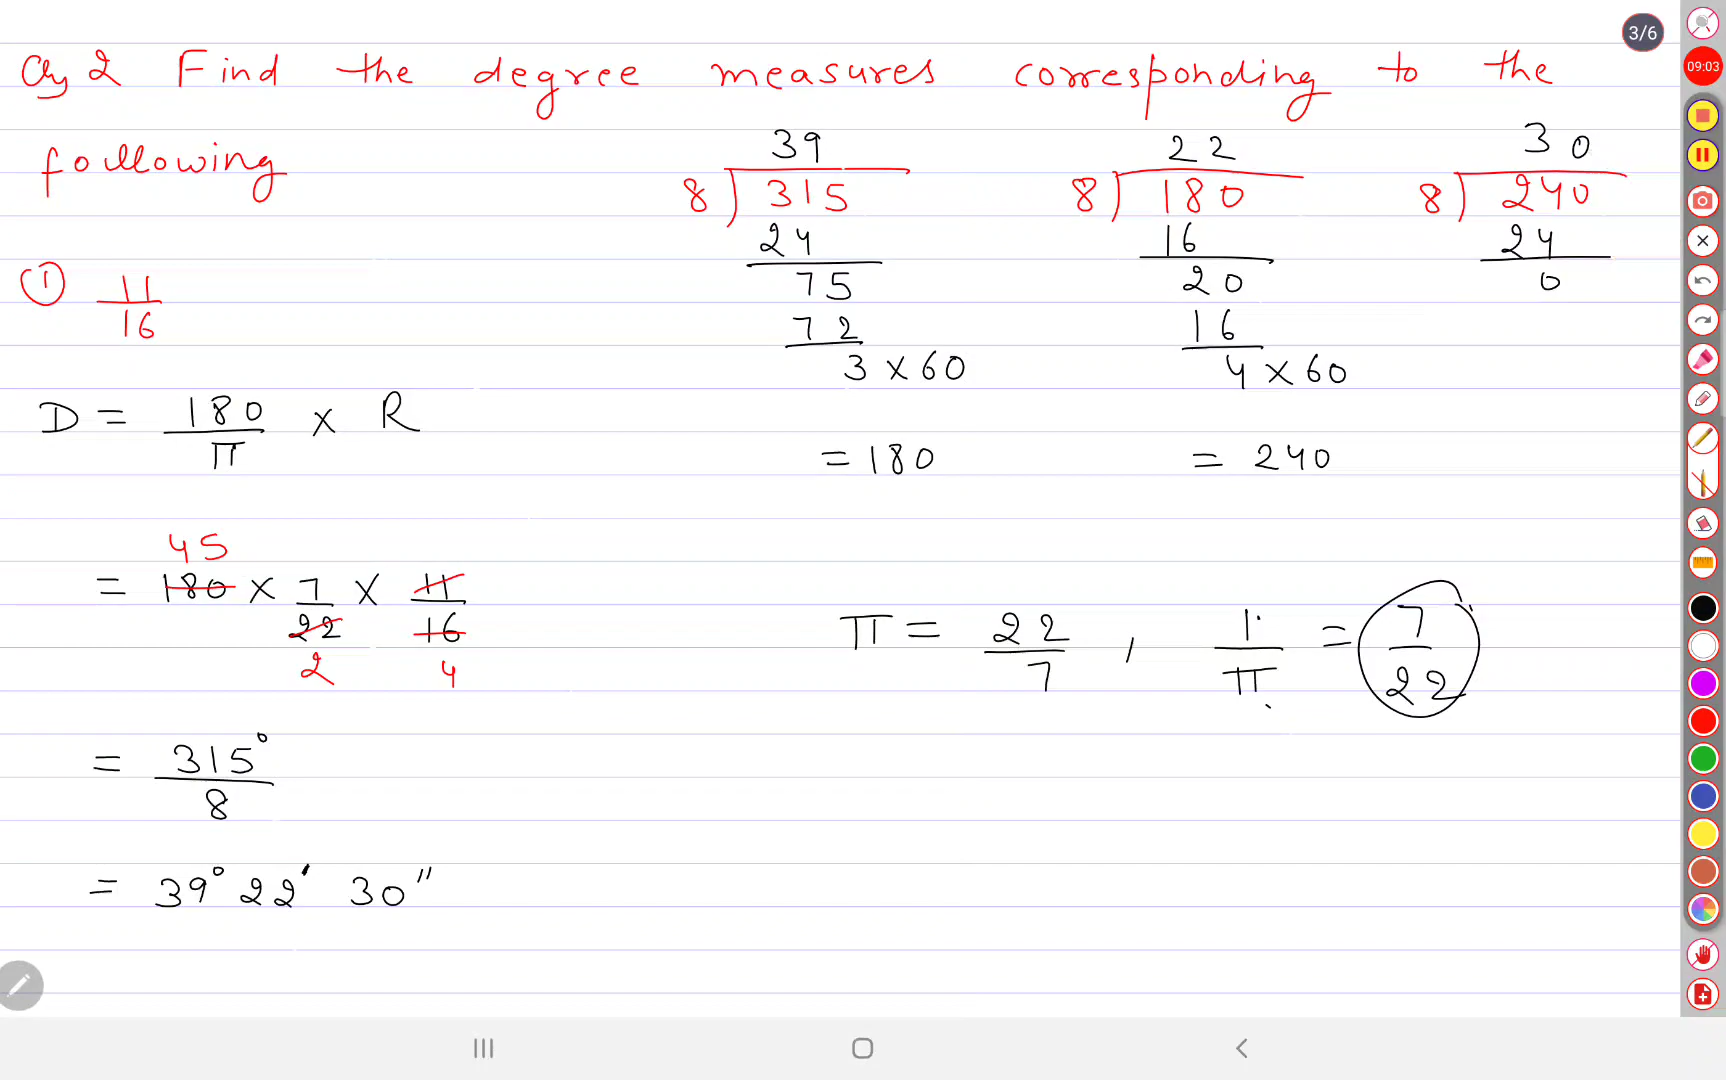 3/6
09:03
Qy 2 Find the degree measures corresponding to the
following
① 11/16
D = 180/π × R
45
= 180 × 7/22 × 11/16
2 4
= 315°/8
= 39° 22' 30"
39
8 ) 315
24
75
72
3 × 60
= 180
22
8 ) 180
16
20
16
4 × 60
= 240
30
8 ) 240
24
0
π = 22/7 , 1/π = 7/22